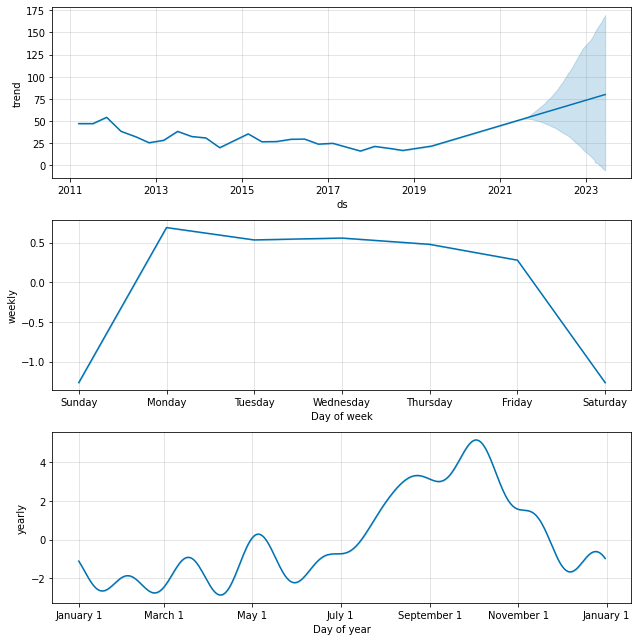 175
150
125
100
75
50
25
0
trend
2011 2013 2015 2017 2019 2021 2023
ds
0.5
0.0
−0.5
−1.0
weekly
Sunday Monday Tuesday Wednesday Thursday Friday Saturday
Day of week
4
2
0
−2
yearly
January 1 March 1 May 1 July 1 September 1 November 1 January 1
Day of year